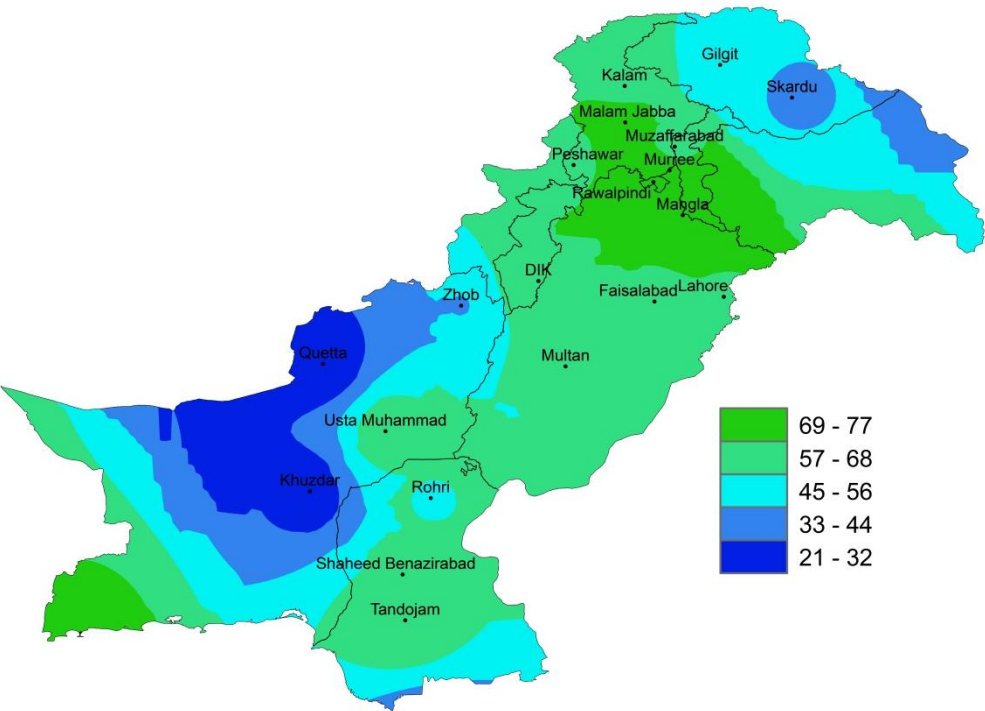 Gilgit
Kalam
Skardu
Malam Jabba
Muzaffarabad
Peshawar
Murree
Rawalpindi
Mangla
DIK
Zhob
Faisalabad
Lahore
Quetta
Multan
Usta Muhammad
Khuzdar
Rohri
Shaheed Benazirabad
Tandojam
69 - 77
57 - 68
45 - 56
33 - 44
21 - 32